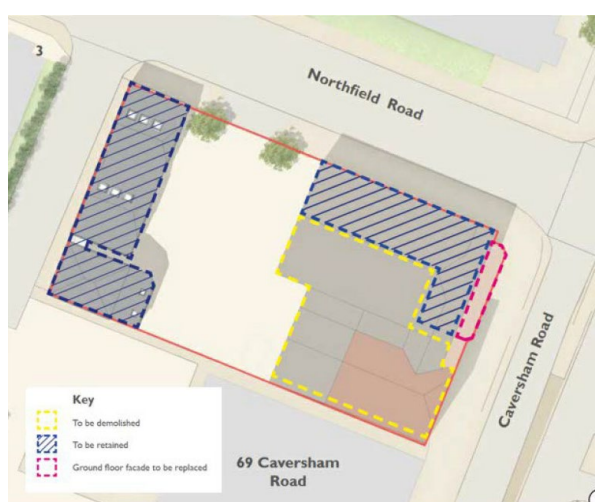 3
Northfield Road
Caversham Road
Key
To be demolished
To be retained
Ground floor facade to be replaced
69 Caversham
Road